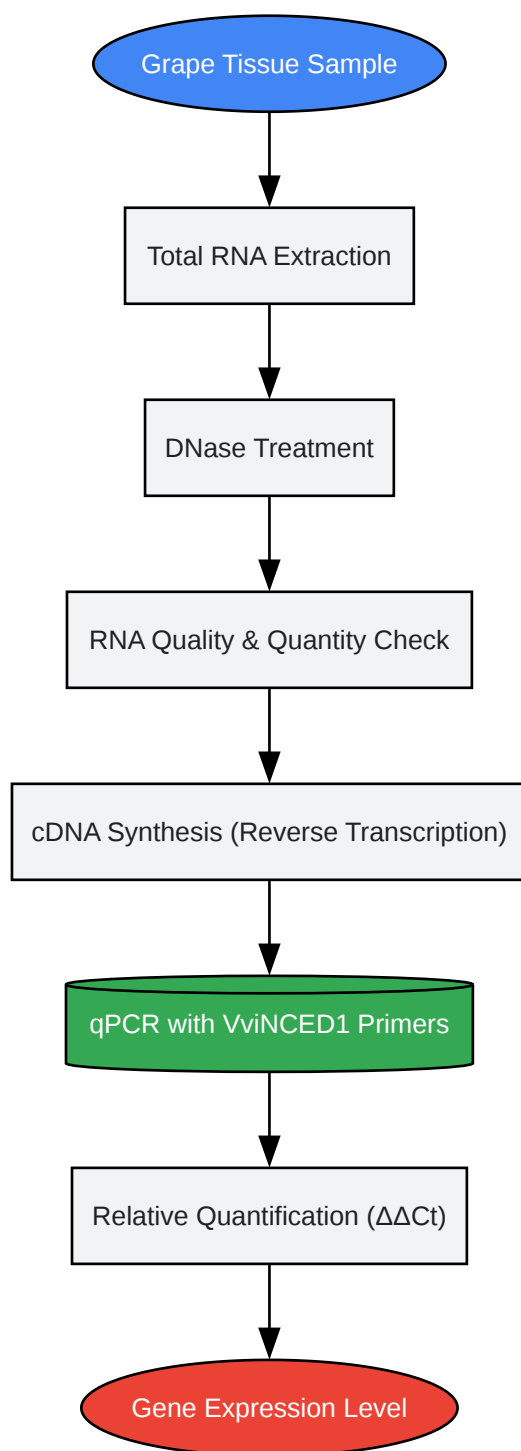 Grape Tissue Sample
Total RNA Extraction
DNase Treatment
RNA Quality & Quantity Check
cDNA Synthesis (Reverse Transcription)
qPCR with VviNCED1 Primers
Relative Quantification (ΔΔCt)
Gene Expression Level